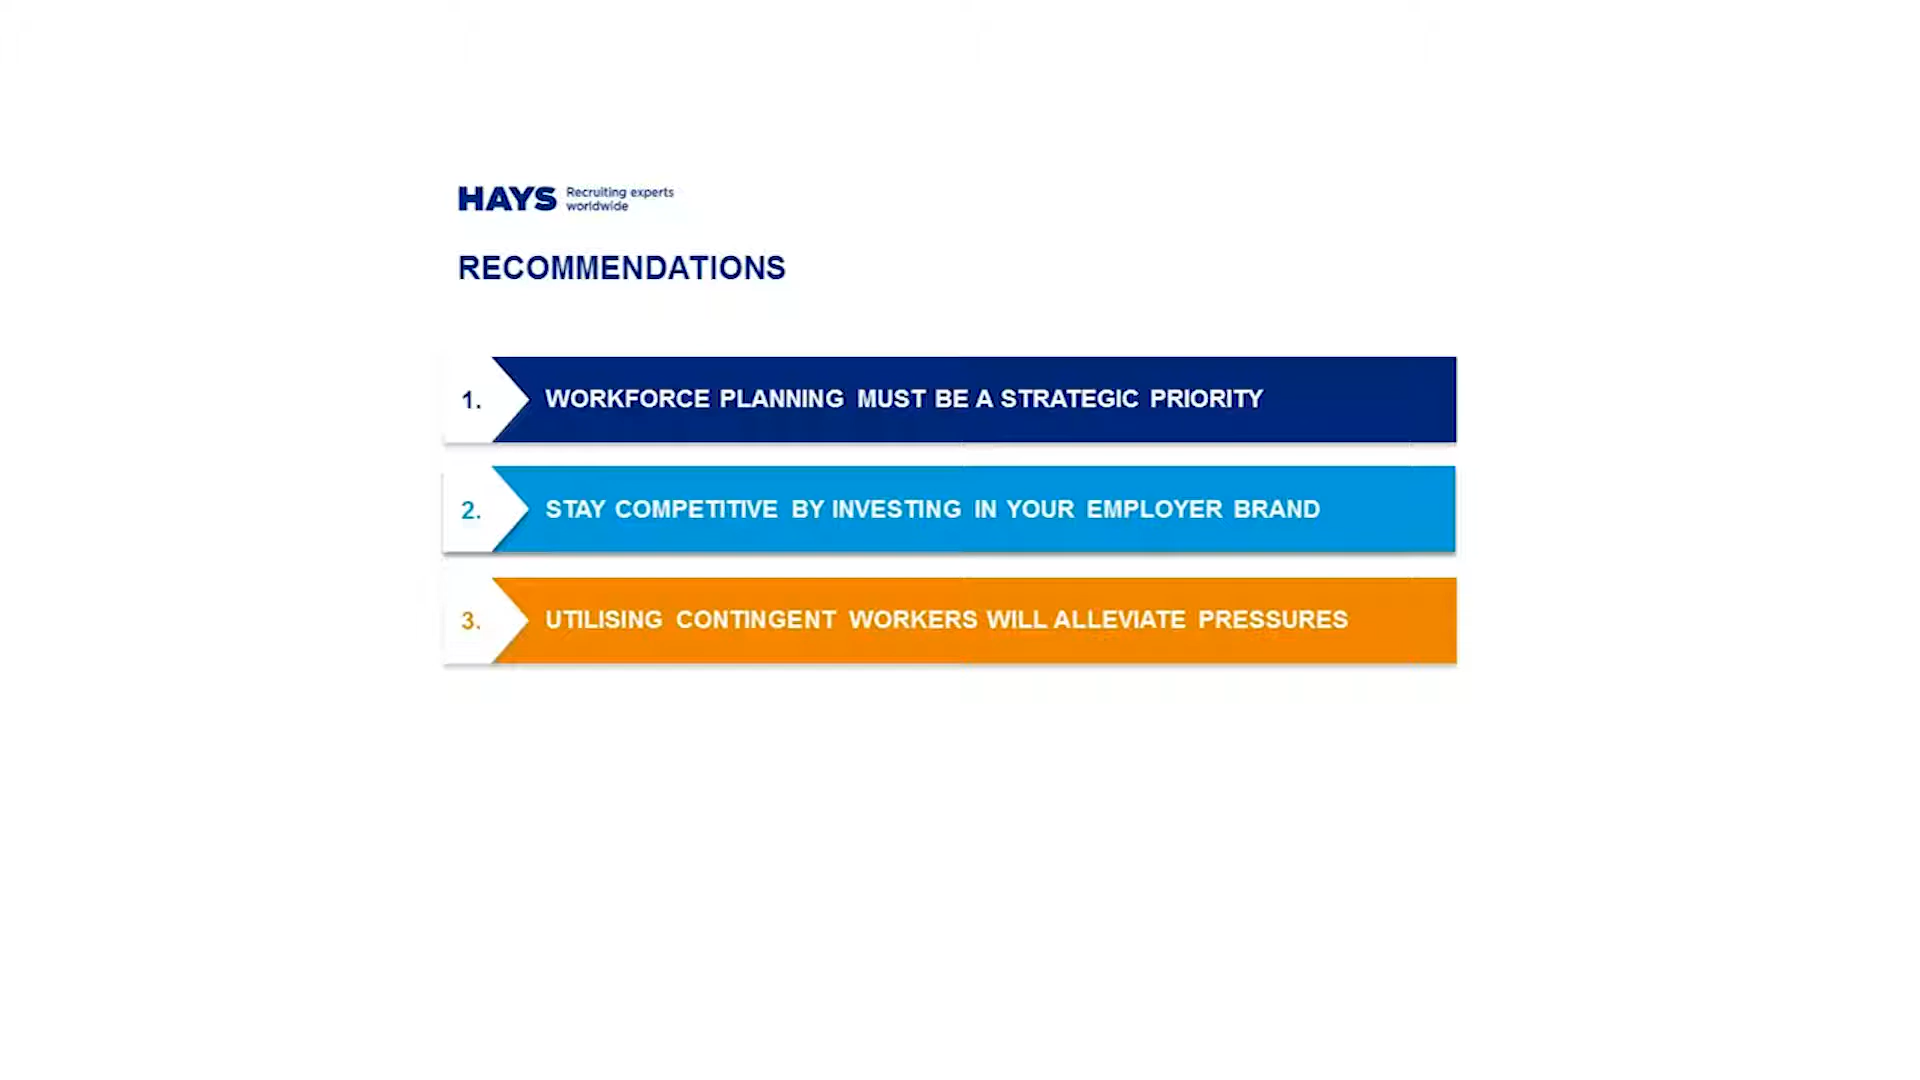 HAYS Recruiting experts
worldwide
RECOMMENDATIONS
1. WORKFORCE PLANNING MUST BE A STRATEGIC PRIORITY
2. STAY COMPETITIVE BY INVESTING IN YOUR EMPLOYER BRAND
3. UTILISING CONTINGENT WORKERS WILL ALLEVIATE PRESSURES